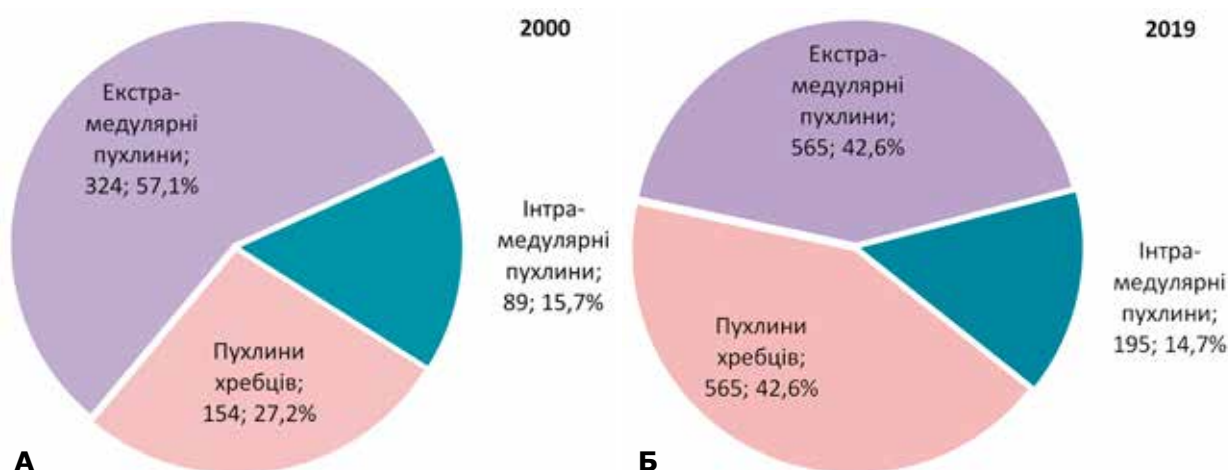 2000
Екстра-
медулярні
пухлини;
324; 57,1%
Інтра-
медулярні
пухлини;
89; 15,7%
Пухлини
хребців;
154; 27,2%
А
2019
Екстра-
медулярні
пухлини;
565; 42,6%
Інтра-
медулярні
пухлини;
195; 14,7%
Пухлини
хребців;
565; 42,6%
Б